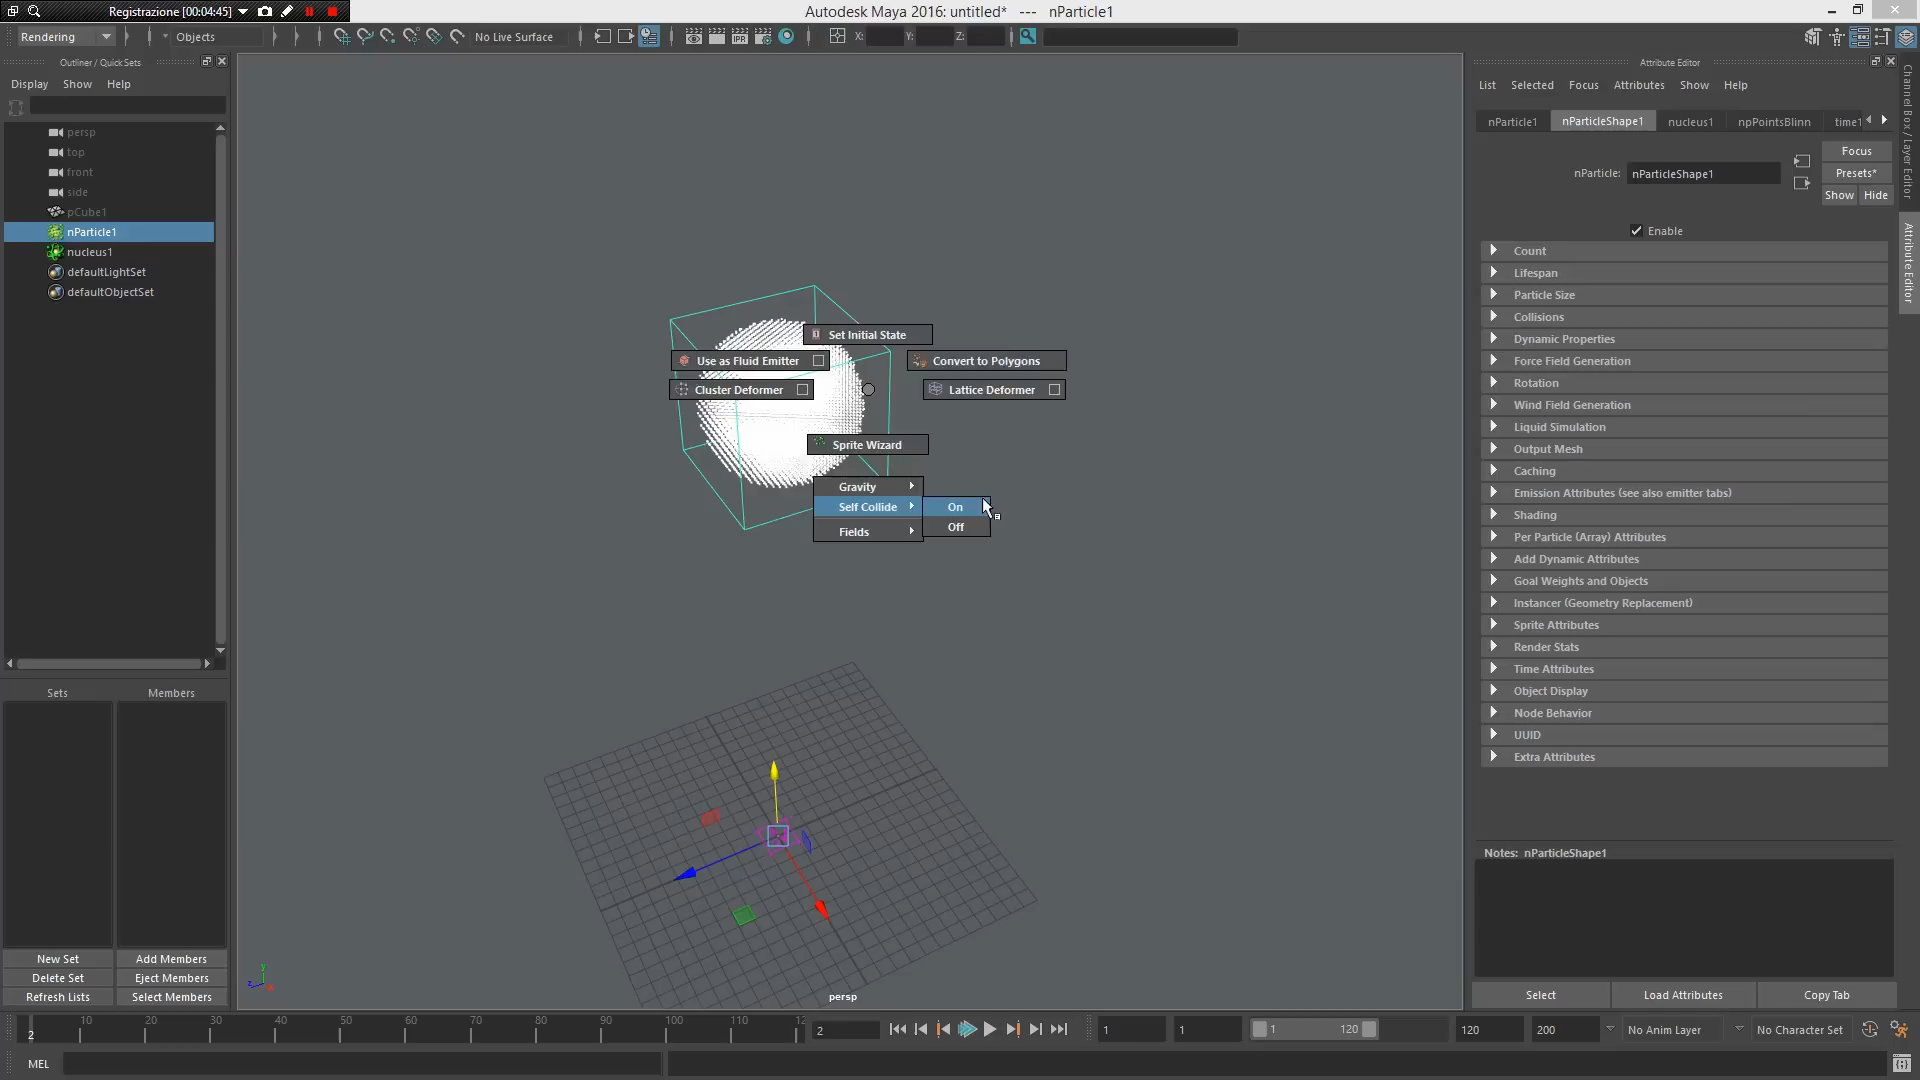 Registrazione [00:04:45]
Autodesk Maya 2016: untitled*   ---   nParticle1
Rendering
Objects
No Live Surface
X:
Y:
Z:
Outliner / Quick Sets
Display Show Help
persp
top
front
side
pCube1
nParticle1
nucleus1
defaultLightSet
defaultObjectSet
Sets
Members
New Set
Add Members
Delete Set
Eject Members
Refresh Lists
Select Members
Set Initial State
Use as Fluid Emitter
Convert to Polygons
Cluster Deformer
Lattice Deformer
Sprite Wizard
Gravity
Self Collide
Fields
On
Off
y
z
persp
Attribute Editor
List Selected Focus Attributes Show Help
nParticle1 nParticleShape1 nucleus1 npPointsBlinn time1
nParticle: nParticleShape1
Focus
Presets*
Show Hide
Enable
Count
Lifespan
Particle Size
Collisions
Dynamic Properties
Force Field Generation
Rotation
Wind Field Generation
Liquid Simulation
Output Mesh
Caching
Emission Attributes (see also emitter tabs)
Shading
Per Particle (Array) Attributes
Add Dynamic Attributes
Goal Weights and Objects
Instancer (Geometry Replacement)
Sprite Attributes
Render Stats
Time Attributes
Object Display
Node Behavior
UUID
Extra Attributes
Notes: nParticleShape1
Select
Load Attributes
Copy Tab
Channel Box / Layer Editor
Attribute Editor
2
10 20 30 40 50 60 70 80 90 100 110 12
2
1
1
1 120
120
200
No Anim Layer
No Character Set
MEL